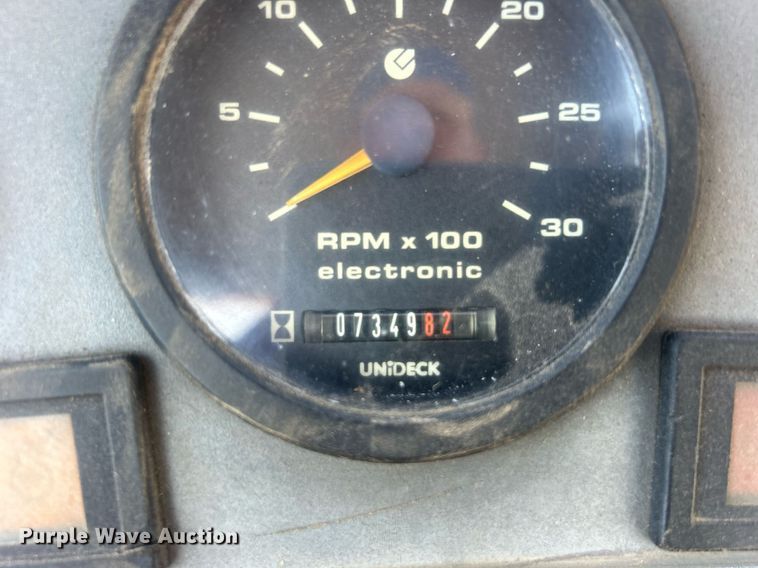 10
20
5
25
30
RPM x 100
electronic
0734982
UNiDECK
Purple Wave Auction